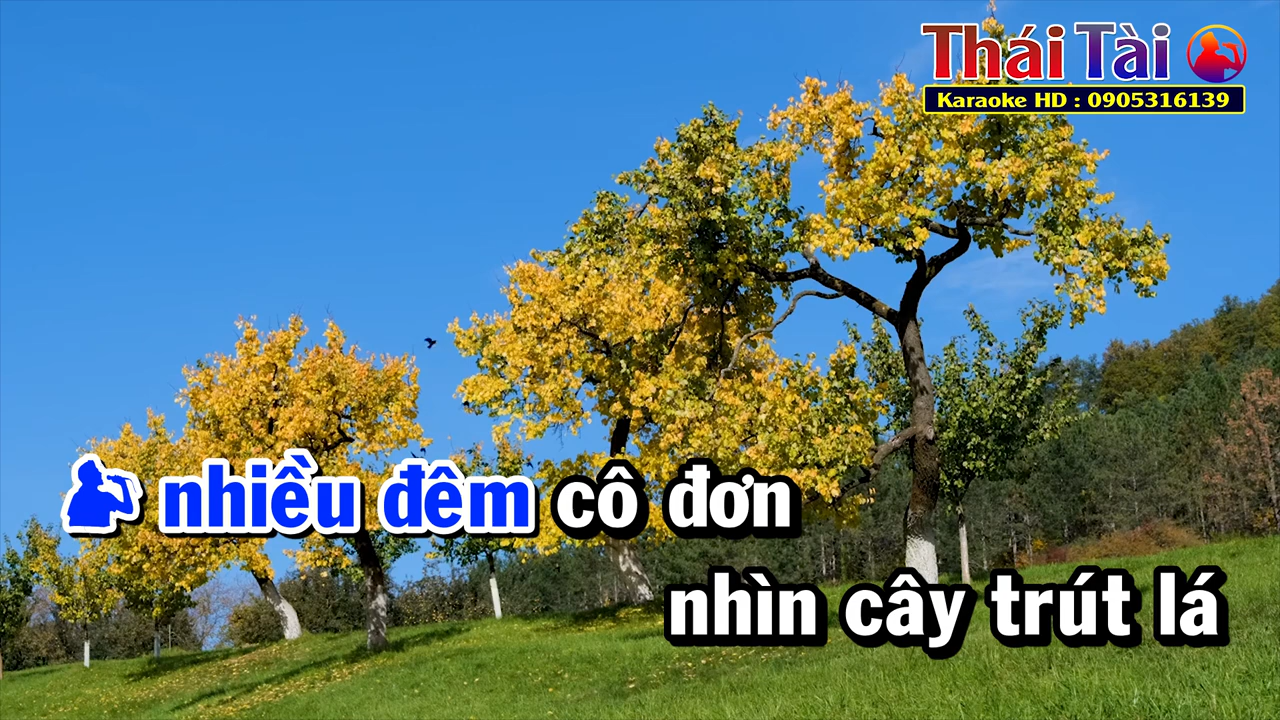 Thái Tài
Karaoke HD : 0905316139
nhiều đêm cô đơn
nhìn cây trút lá